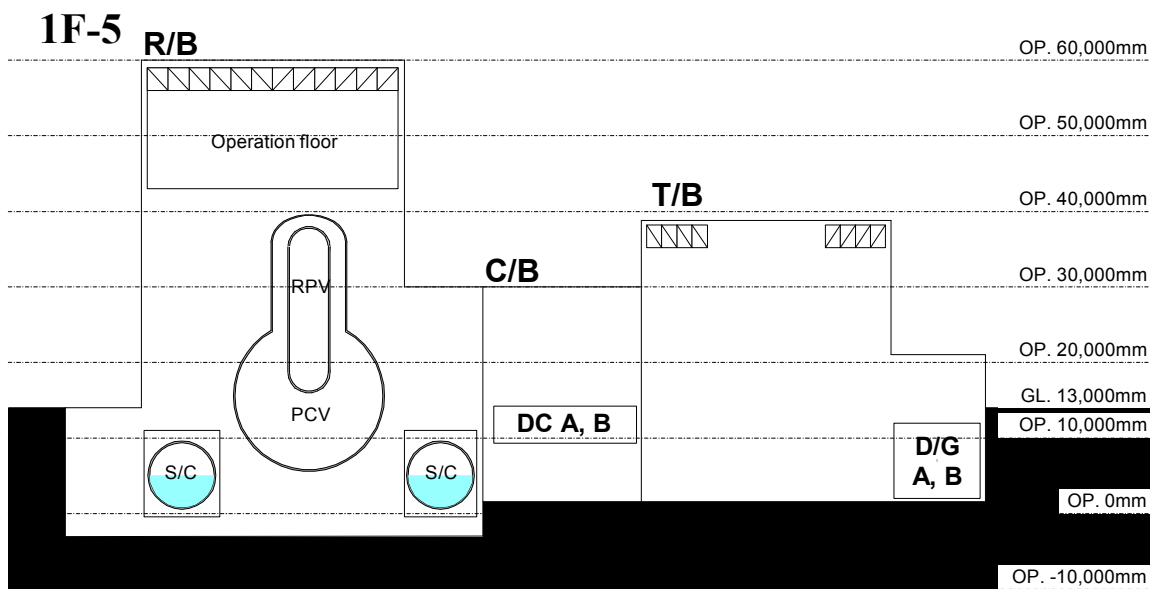 1F-5
R/B
OP. 60,000mm
Operation floor
OP. 50,000mm
T/B
OP. 40,000mm
C/B
RPV
OP. 30,000mm
OP. 20,000mm
GL. 13,000mm
PCV
DC A, B
OP. 10,000mm
S/C
S/C
D/G
A, B
OP. 0mm
OP. -10,000mm